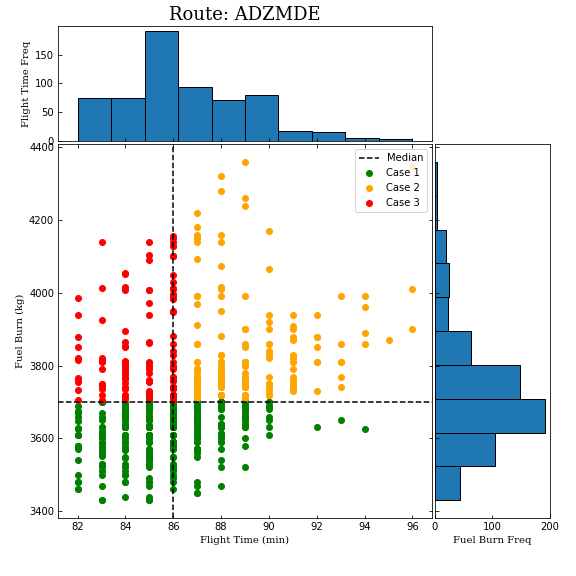 Route: ADZMDE
Flight Time Freq
150
100
50
0
4400
4200
4000
3800
3600
3400
Fuel Burn (kg)
Median
Case 1
Case 2
Case 3
82
84
86
88
90
92
94
96
Flight Time (min)
0
100
200
Fuel Burn Freq